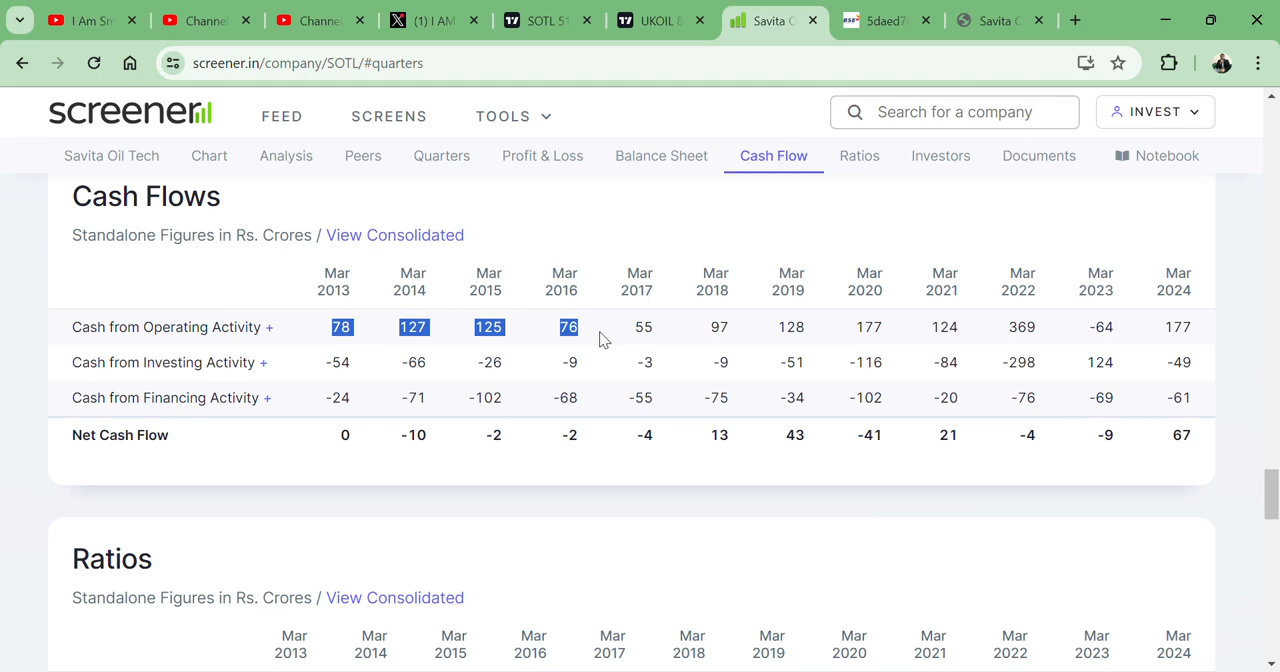 I Am Sm
Channe
Channe
(1) I AM
SOTL 51
UKOIL 8
Savita O
5daed7
Savita C
screener.in/company/SOTL/#quarters
screener
FEED
SCREENS
TOOLS
Search for a company
INVEST
Savita Oil Tech Chart Analysis Peers Quarters Profit & Loss Balance Sheet Cash Flow Ratios Investors Documents Notebook
Cash Flows
Standalone Figures in Rs. Crores / View Consolidated
Mar Mar Mar Mar Mar Mar Mar Mar Mar Mar Mar Mar
2013 2014 2015 2016 2017 2018 2019 2020 2021 2022 2023 2024
Cash from Operating Activity + 78 127 125 76 55 97 128 177 124 369 -64 177
Cash from Investing Activity + -54 -66 -26 -9 -3 -9 -51 -116 -84 -298 124 -49
Cash from Financing Activity + -24 -71 -102 -68 -55 -75 -34 -102 -20 -76 -69 -61
Net Cash Flow 0 -10 -2 -2 -4 13 43 -41 21 -4 -9 67
Ratios
Standalone Figures in Rs. Crores / View Consolidated
Mar Mar Mar Mar Mar Mar Mar Mar Mar Mar Mar Mar
2013 2014 2015 2016 2017 2018 2019 2020 2021 2022 2023 2024